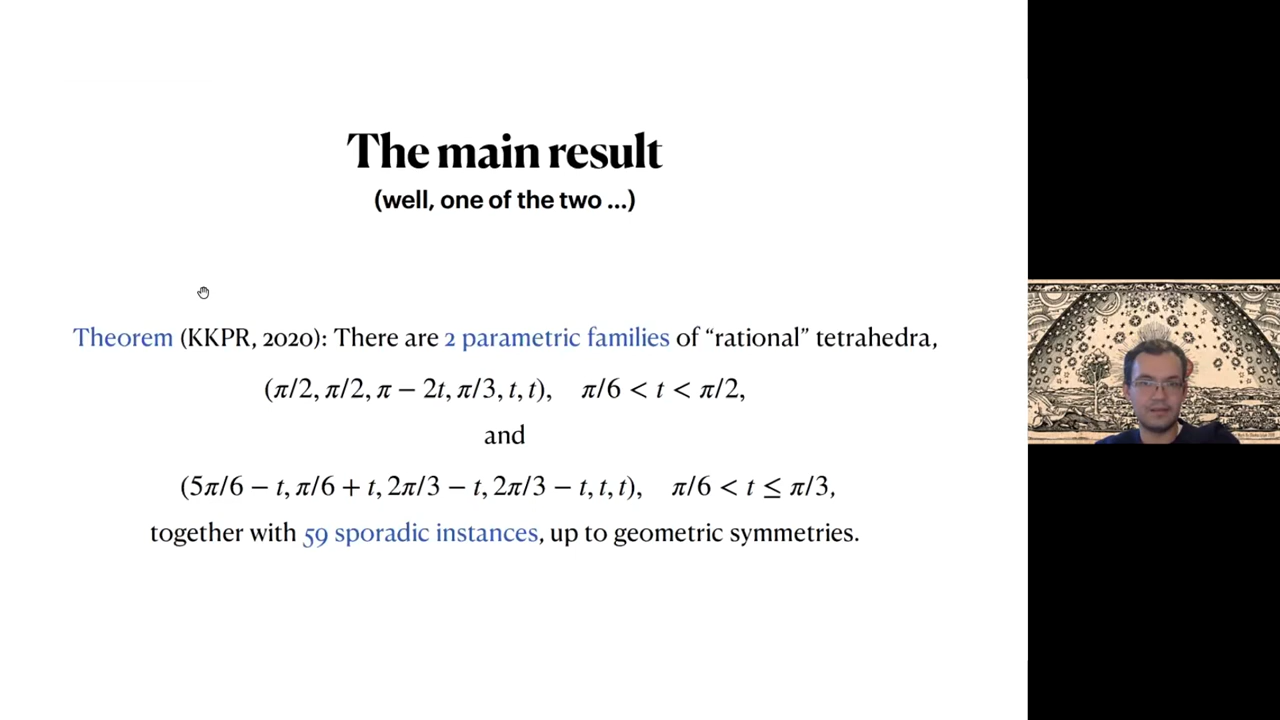 The main result
(well, one of the two ...)
Theorem (KKPR, 2020): There are 2 parametric families of “rational” tetrahedra,
(π/2, π/2, π − 2t, π/3, t, t), π/6 < t < π/2,
and
(5π/6 − t, π/6 + t, 2π/3 − t, 2π/3 − t, t, t), π/6 < t ≤ π/3,
together with 59 sporadic instances, up to geometric symmetries.